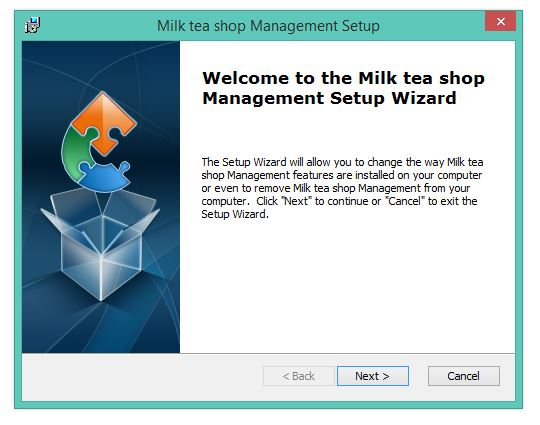 Milk tea shop Management Setup
Welcome to the Milk tea shop
Management Setup Wizard
The Setup Wizard will allow you to change the way Milk tea
shop Management features are installed on your computer
or even to remove Milk tea shop Management from your
computer.  Click "Next" to continue or "Cancel" to exit the
Setup Wizard.
< Back   Next >   Cancel